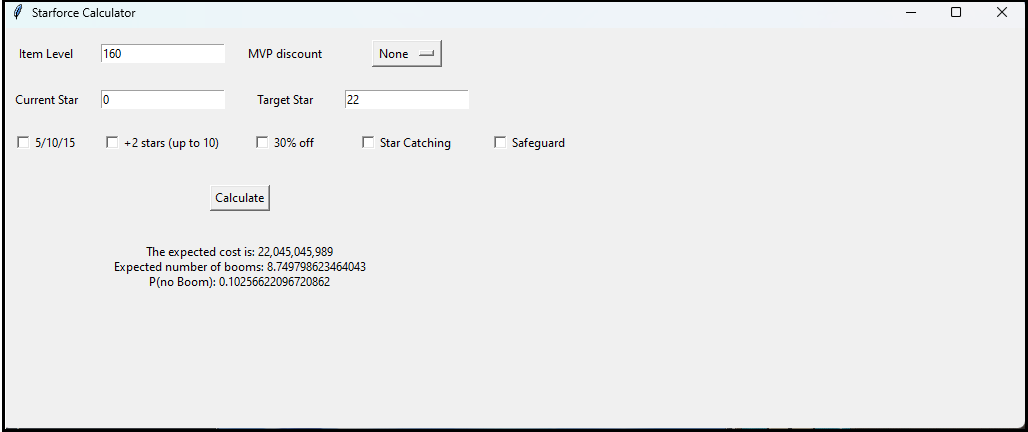 Starforce Calculator
Item Level 160 MVP discount None
Current Star 0 Target Star 22
5/10/15 +2 stars (up to 10) 30% off Star Catching Safeguard
Calculate
The expected cost is: 22,045,045,989
Expected number of booms: 8.749798623464043
P(no Boom): 0.10256622096720862